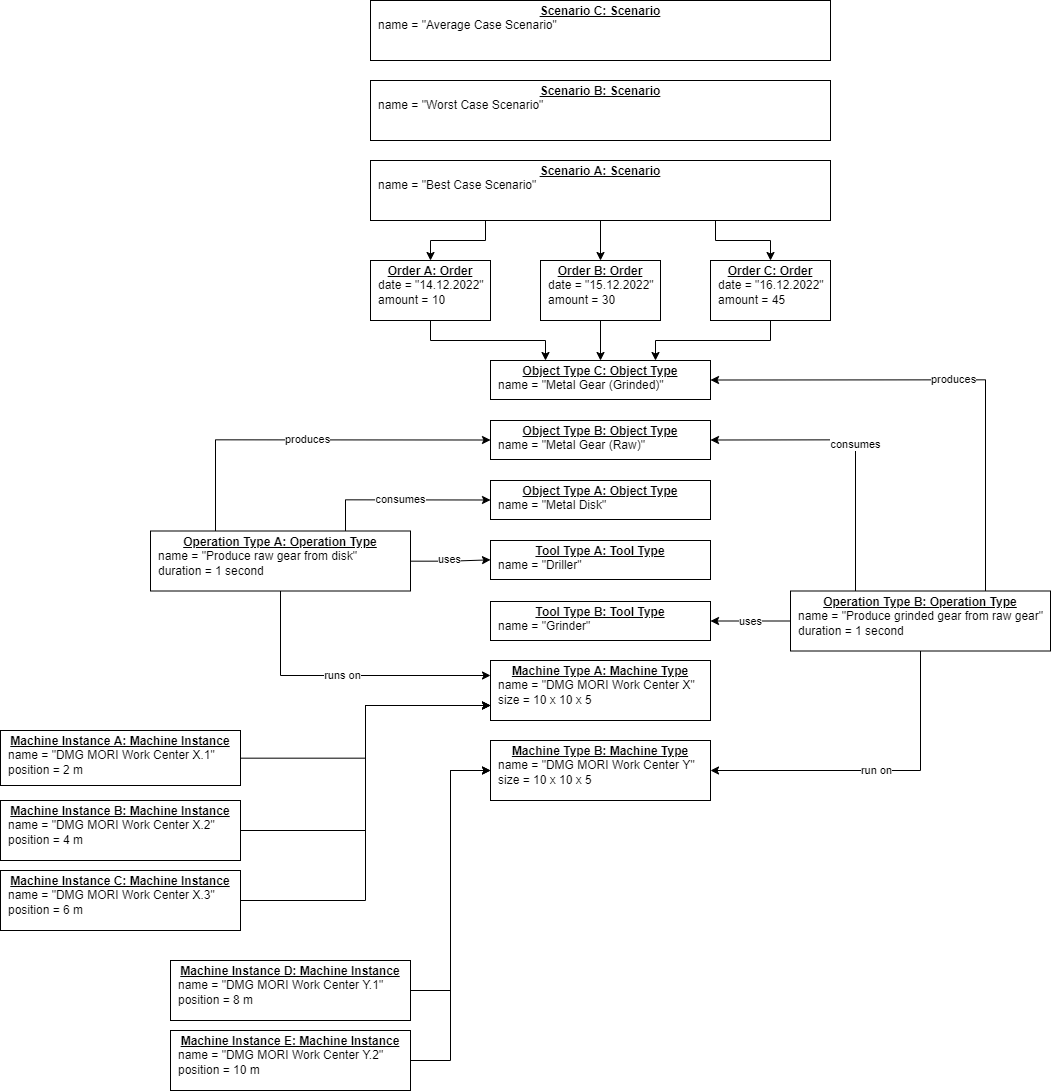 Scenario C: Scenario
name = "Average Case Scenario"
Scenario B: Scenario
name = "Worst Case Scenario"
Scenario A: Scenario
name = "Best Case Scenario"
Order A: Order
date = "14.12.2022"
amount = 10
Order B: Order
date = "15.12.2022"
amount = 30
Order C: Order
date = "16.12.2022"
amount = 45
Object Type C: Object Type
name = "Metal Gear (Grinded)"
produces
Object Type B: Object Type
name = "Metal Gear (Raw)"
produces
consumes
Object Type A: Object Type
name = "Metal Disk"
consumes
Operation Type A: Operation Type
name = "Produce raw gear from disk"
duration = 1 second
uses
Tool Type A: Tool Type
name = "Driller"
Tool Type B: Tool Type
name = "Grinder"
uses
Operation Type B: Operation Type
name = "Produce grinded gear from raw gear"
duration = 1 second
runs on
Machine Type A: Machine Type
name = "DMG MORI Work Center X"
size = 10 x 10 x 5
Machine Instance A: Machine Instance
name = "DMG MORI Work Center X.1"
position = 2 m
Machine Type B: Machine Type
name = "DMG MORI Work Center Y"
size = 10 x 10 x 5
run on
Machine Instance B: Machine Instance
name = "DMG MORI Work Center X.2"
position = 4 m
Machine Instance C: Machine Instance
name = "DMG MORI Work Center X.3"
position = 6 m
Machine Instance D: Machine Instance
name = "DMG MORI Work Center Y.1"
position = 8 m
Machine Instance E: Machine Instance
name = "DMG MORI Work Center Y.2"
position = 10 m